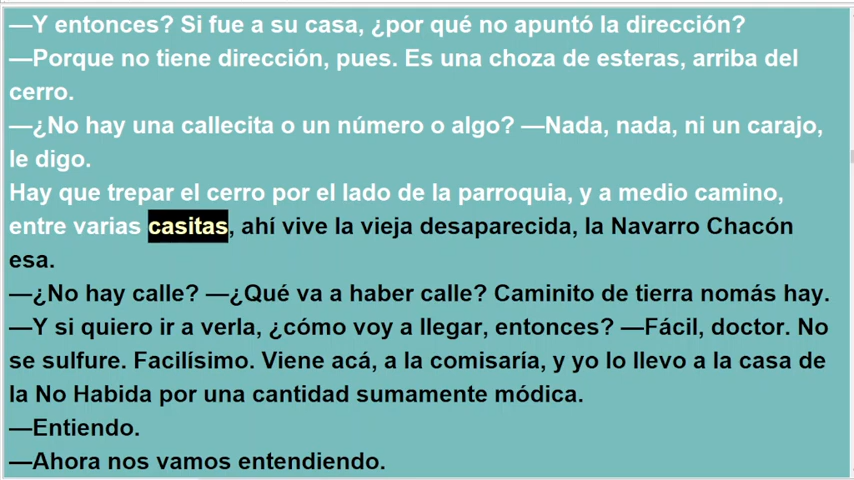 —Y entonces? Si fue a su casa, ¿por qué no apuntó la dirección?
—Porque no tiene dirección, pues. Es una choza de esteras, arriba del
cerro.
—¿No hay una callecita o un número o algo? —Nada, nada, ni un carajo,
le digo.
Hay que trepar el cerro por el lado de la parroquia, y a medio camino,
entre varias casitas, ahí vive la vieja desaparecida, la Navarro Chacón
esa.
—¿No hay calle? —¿Qué va a haber calle? Caminito de tierra nomás hay.
—Y si quiero ir a verla, ¿cómo voy a llegar, entonces? —Fácil, doctor. No
se sulfure. Facilísimo. Viene acá, a la comisaría, y yo lo llevo a la casa de
la No Habida por una cantidad sumamente módica.
—Entiendo.
—Ahora nos vamos entendiendo.